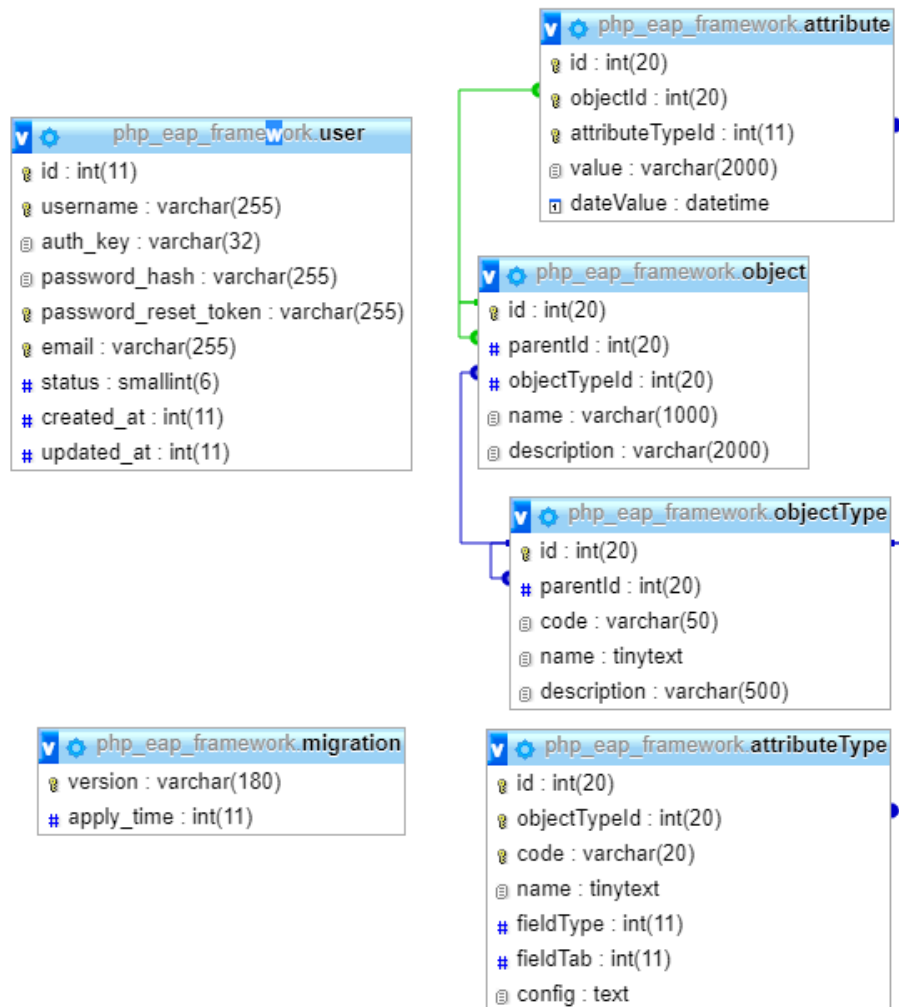 php_eap_framework.attribute
id : int(20)
objectId : int(20)
attributeTypeId : int(11)
value : varchar(2000)
dateValue : datetime
php_eap_framework.user
id : int(11)
username : varchar(255)
auth_key : varchar(32)
password_hash : varchar(255)
password_reset_token : varchar(255)
email : varchar(255)
status : smallint(6)
created_at : int(11)
updated_at : int(11)
php_eap_framework.object
id : int(20)
parentId : int(20)
objectTypeId : int(20)
name : varchar(1000)
description : varchar(2000)
php_eap_framework.objectType
id : int(20)
parentId : int(20)
code : varchar(50)
name : tinytext
description : varchar(500)
php_eap_framework.migration
version : varchar(180)
apply_time : int(11)
php_eap_framework.attributeType
id : int(20)
objectTypeId : int(20)
code : varchar(20)
name : tinytext
fieldType : int(11)
fieldTab : int(11)
config : text